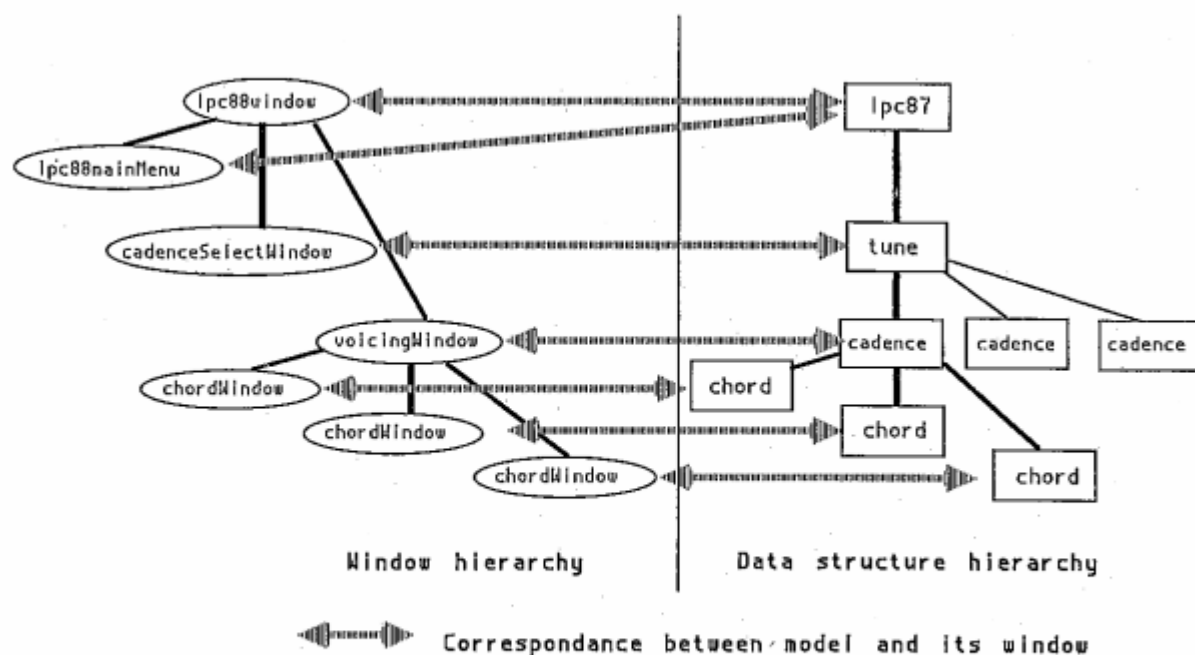 lpc88window
lpc87
lpc88mainMenu
cadenceSelectWindow
tune
voicingWindow
cadence
cadence
cadence
chordWindow
chord
chordWindow
chord
chordWindow
chord
Window hierarchy
Data structure hierarchy
Correspondance between model and its window